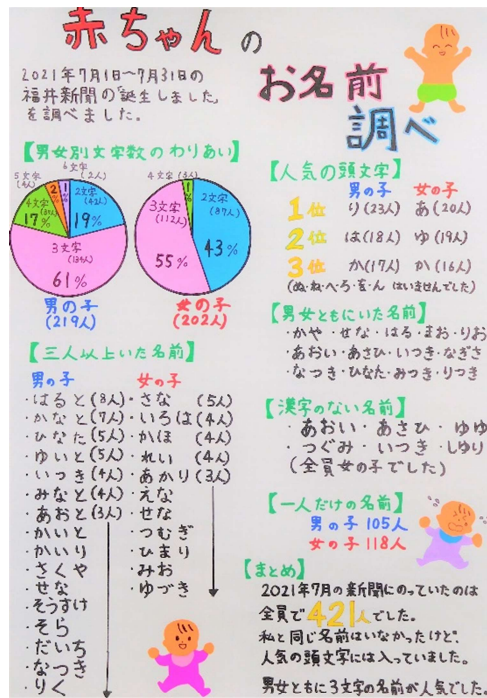 赤ちゃんの
お名前
調べ
2021年7月1日〜7月31日の
福井新聞の「誕生しました」
を調べました。
【男女別文字数のわりあい】
6文字
(2人)
5文字
(4人)
4文字
17%
2
1%
2文字
(42人)
19%
3文字
(134人)
61%
男の子
(219人)
4文字(3人)
1%
2文字
(87人)
43%
3文字
(112人)
55%
女の子
(202人)
【人気の頭文字】
男の子 女の子
1位 り(23人) あ(20人)
2位 は(18人) ゆ(19人)
3位 か(17人) か(16人)
(ぬ・ね・へ・ろ・を・ん はいませんでした)
【男女ともにいた名前】
・かや・せな・はる・まお・りお
・あおい・あさひ・いつき・なぎさ
・なつき・ひなた・みつき・りつき
【三人以上いた名前】
男の子 女の子
・はると(8人)・さな (5人)
・かなと(7人)・いろは(4人)
・ひなた(5人)・かほ (4人)
・ゆいと(5人)・れい (4人)
・いつき(4人)・あかり(3人)
・みなと(4人)・えな
・あおと(3人)・せな
・かいと ・つむぎ
・かいり ・ひまり
・さくや ・みお
・せな ・ゆづき
・そうすけ
・そら
・だいち
・なつき
・りく
【漢字のない名前】
・あおい・あさひ・ゆゆ
・つぐみ・いつき・しゆり
(全員女の子でした)
【一人だけの名前】
男の子 105人
女の子 118人
【まとめ】
2021年7月の新聞にのっていたのは
全員で421人でした。
私と同じ名前はいなかったけど、
人気の頭文字には入っていました。
男女ともに3文字の名前が人気でした。